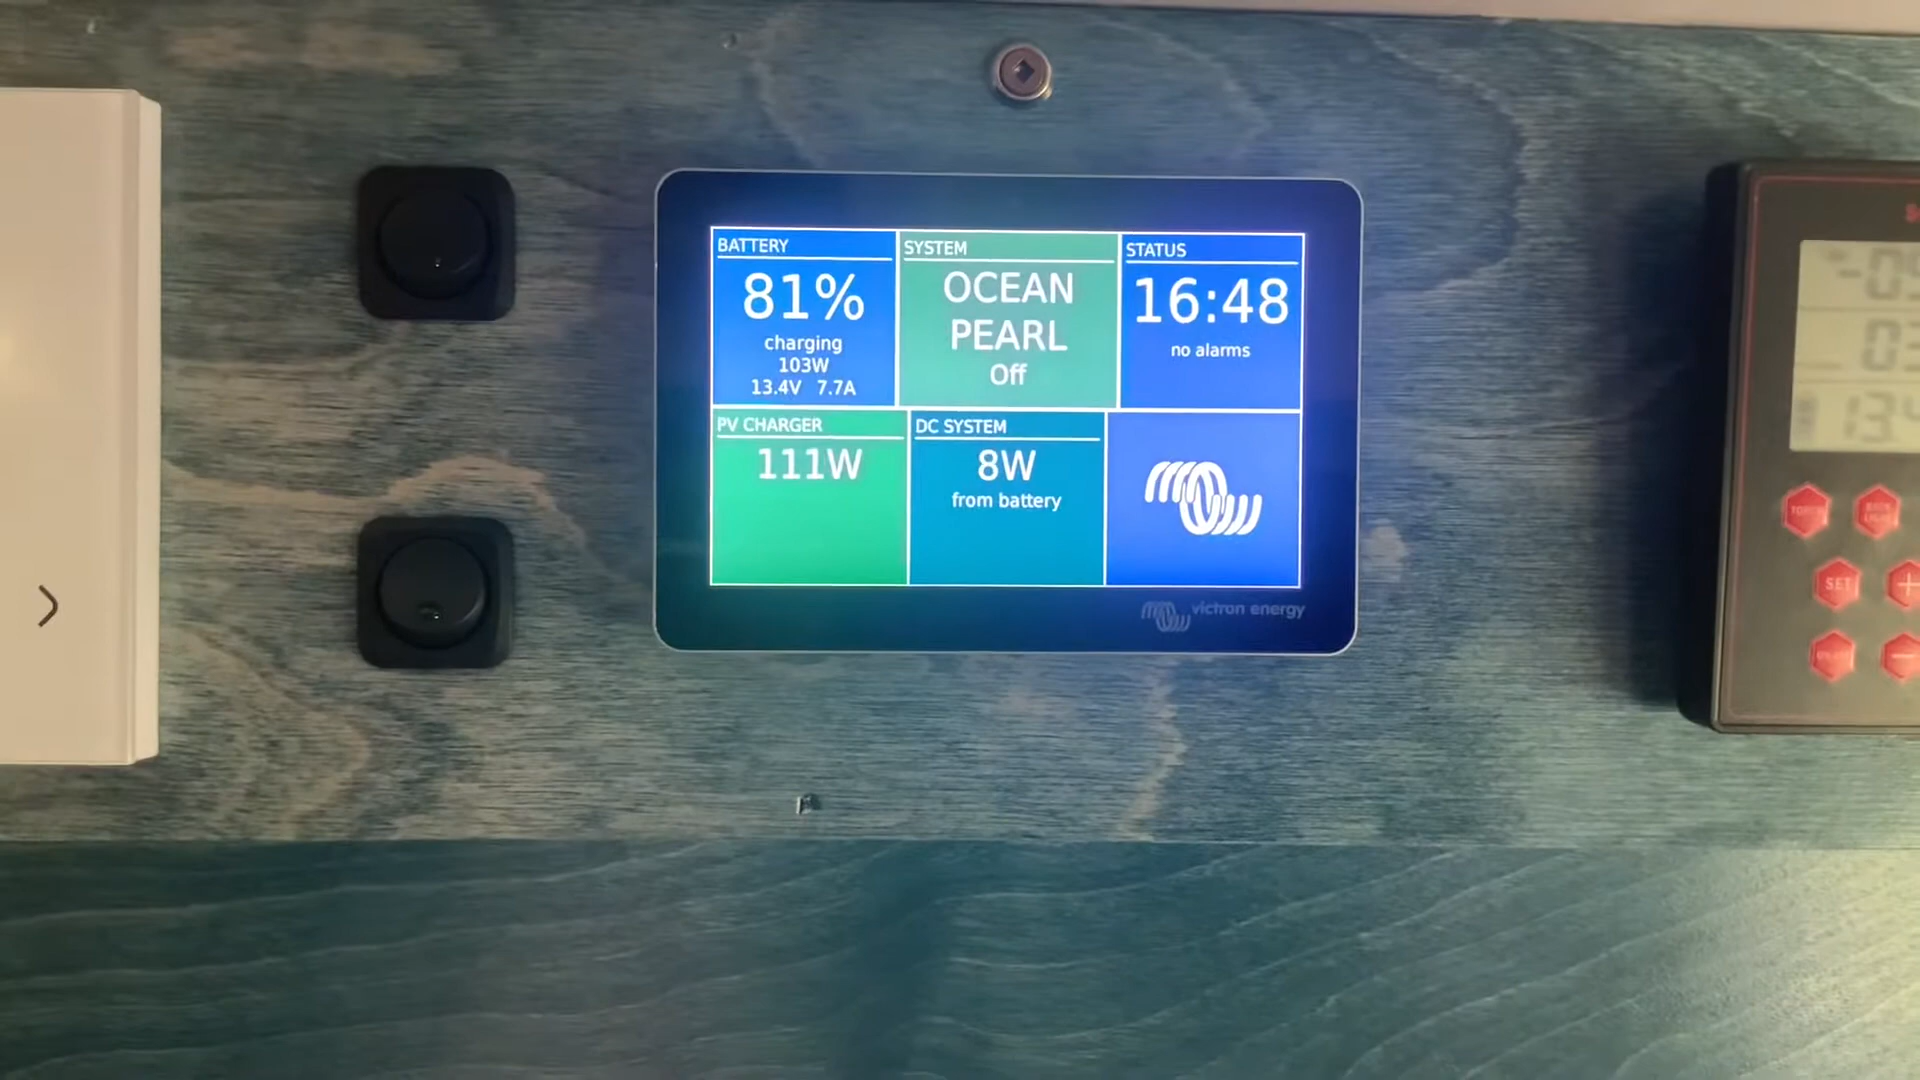 BATTERY
81%
charging
103W
13.4V 7.7A
SYSTEM
OCEAN
PEARL
Off
STATUS
16:48
no alarms
PV CHARGER
111W
DC SYSTEM
8W
from battery
victron energy
SET